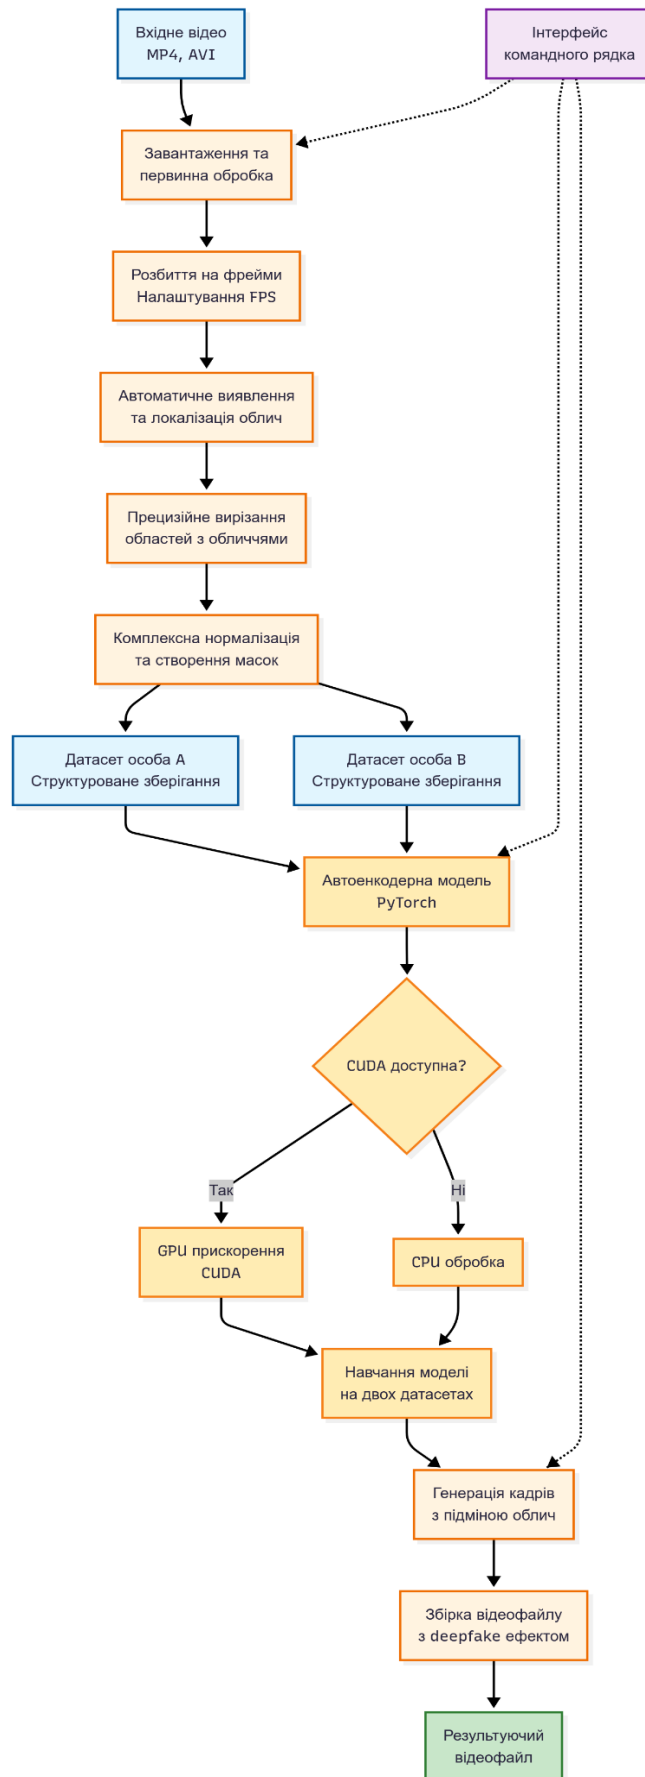 Вхідне відео
MP4, AVI
Інтерфейс
командного рядка
Завантаження та
первинна обробка
Розбиття на фрейми
Налаштування FPS
Автоматичне виявлення
та локалізація облич
Прецизійне вирізання
областей з обличчями
Комплексна нормалізація
та створення масок
Датасет особа A
Структуроване зберігання
Датасет особа B
Структуроване зберігання
Автоенкодерна модель
PyTorch
CUDA доступна?
Так
Ні
GPU прискорення
CUDA
CPU обробка
Навчання моделі
на двох датасетах
Генерація кадрів
з підміною облич
Збірка відеофайлу
з deepfake ефектом
Результуючий
відеофайл